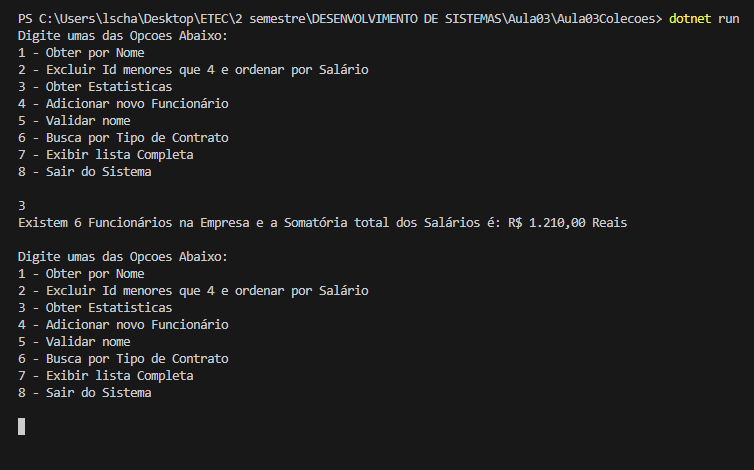 PS C:\Users\lscha\Desktop\ETEC\2 semestre\DESENVOLVIMENTO DE SISTEMAS\Aula03\Aula03Colecoes> dotnet run
Digite umas das Opcoes Abaixo:
1 - Obter por Nome
2 - Excluir Id menores que 4 e ordenar por Salário
3 - Obter Estatisticas
4 - Adicionar novo Funcionário
5 - Validar nome
6 - Busca por Tipo de Contrato
7 - Exibir lista Completa
8 - Sair do Sistema
3
Existem 6 Funcionários na Empresa e a Somatória total dos Salários é: R$ 1.210,00 Reais
Digite umas das Opcoes Abaixo:
1 - Obter por Nome
2 - Excluir Id menores que 4 e ordenar por Salário
3 - Obter Estatisticas
4 - Adicionar novo Funcionário
5 - Validar nome
6 - Busca por Tipo de Contrato
7 - Exibir lista Completa
8 - Sair do Sistema